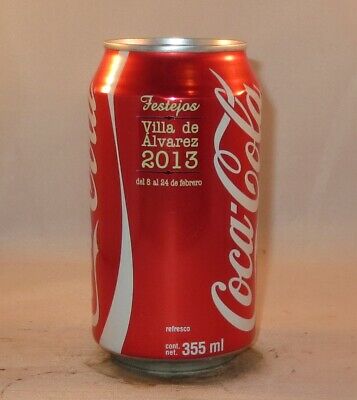 Festejos
Villa de
Álvarez
2013
del 8 al 24 de febrero
Coca-Cola
refresco
cont.
net. 355 ml